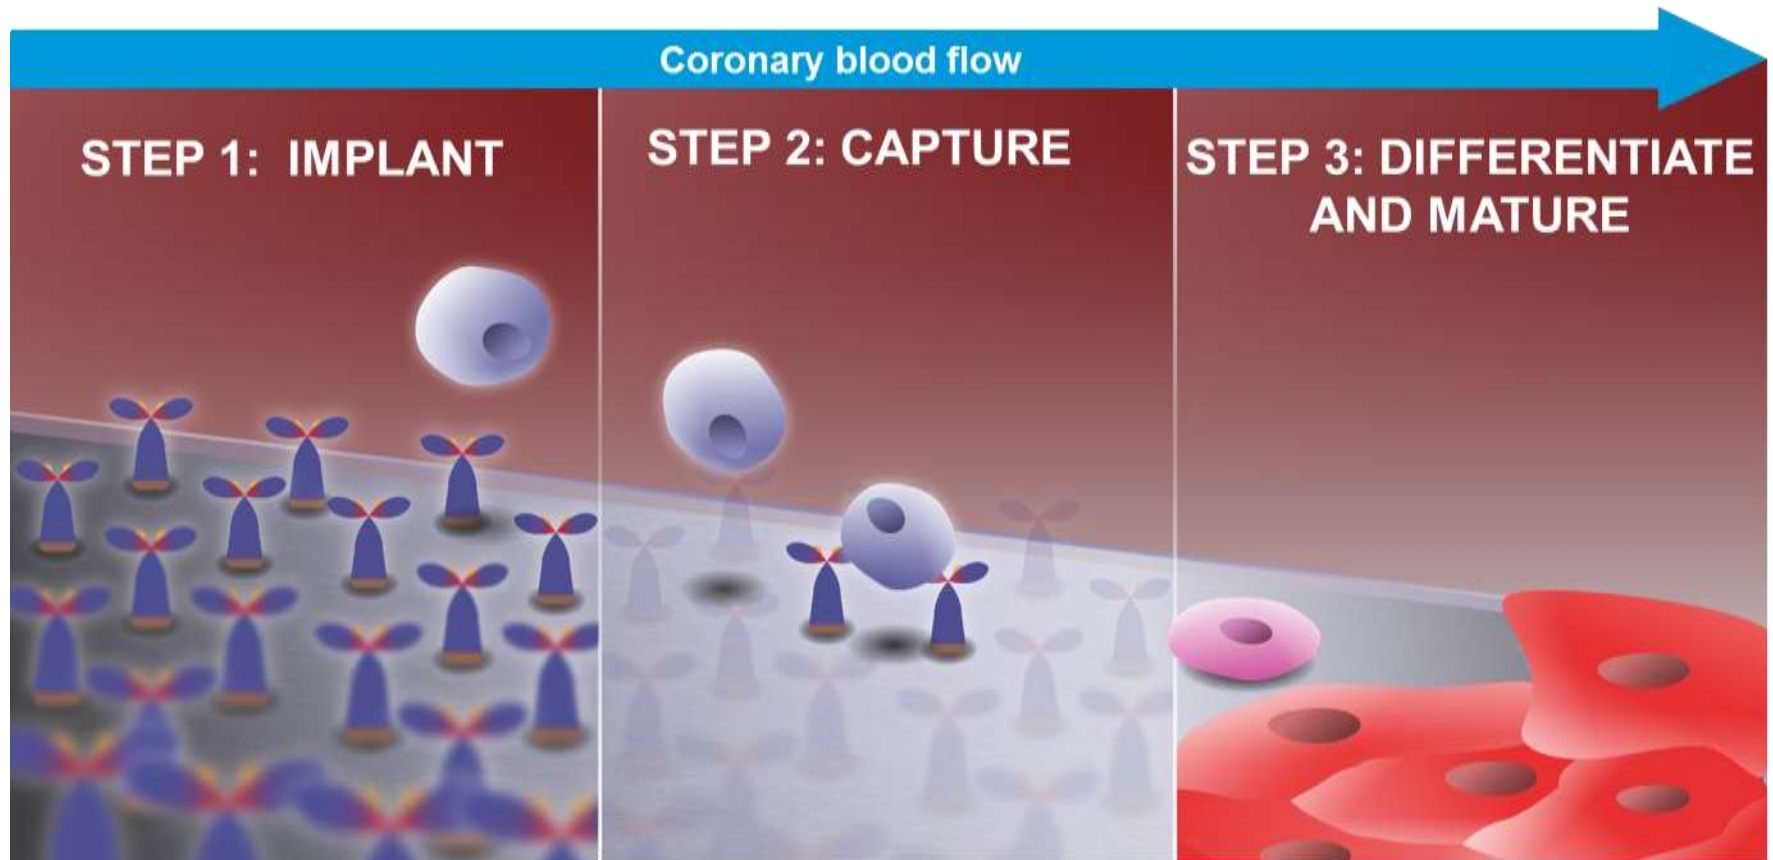 Coronary blood flow
STEP 1: IMPLANT
STEP 2: CAPTURE
STEP 3: DIFFERENTIATE
AND MATURE